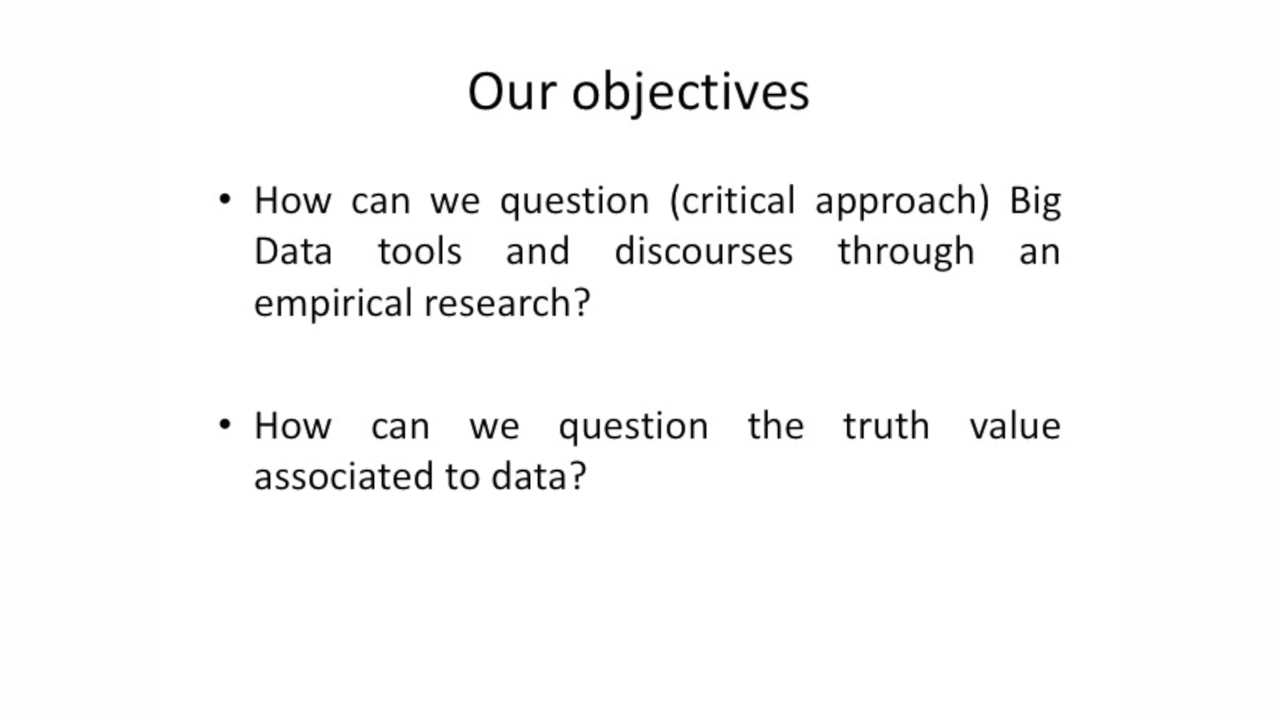 Our objectives
• How can we question (critical approach) Big
Data tools and discourses through an
empirical research?
• How can we question the truth value
associated to data?